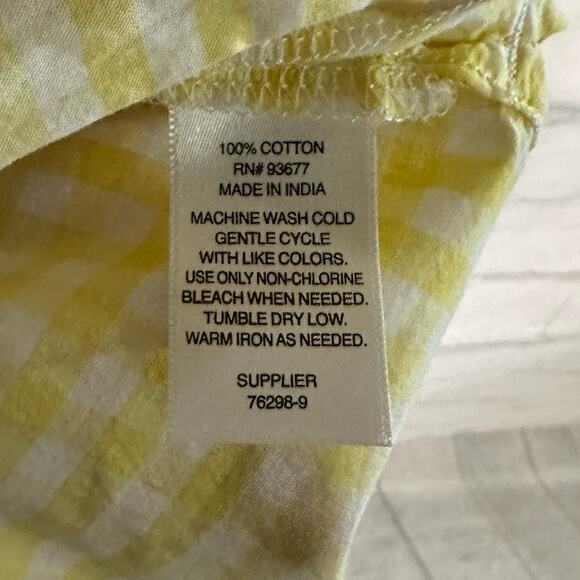 100% COTTON
RN# 93677
MADE IN INDIA
MACHINE WASH COLD
GENTLE CYCLE
WITH LIKE COLORS.
USE ONLY NON-CHLORINE
BLEACH WHEN NEEDED.
TUMBLE DRY LOW.
WARM IRON AS NEEDED.
SUPPLIER
76298-9